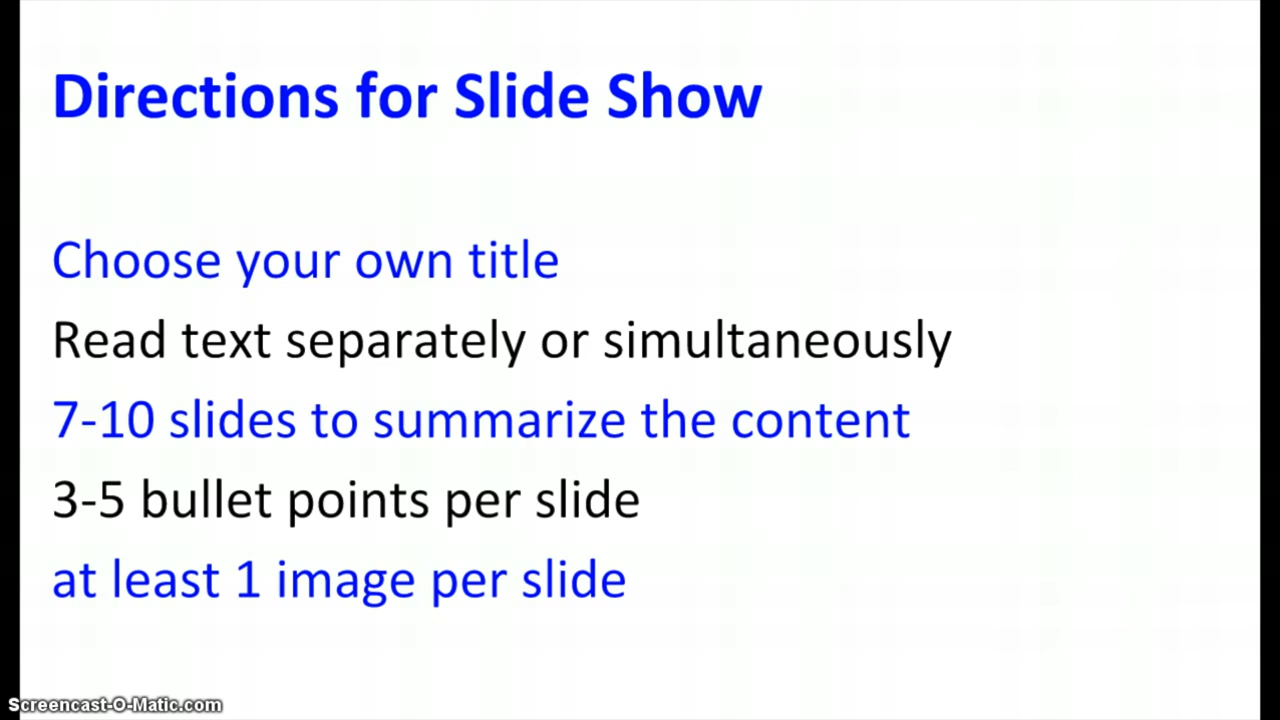 Directions for Slide Show
Choose your own title
Read text separately or simultaneously
7-10 slides to summarize the content
3-5 bullet points per slide
at least 1 image per slide
Screencast-O-Matic.com